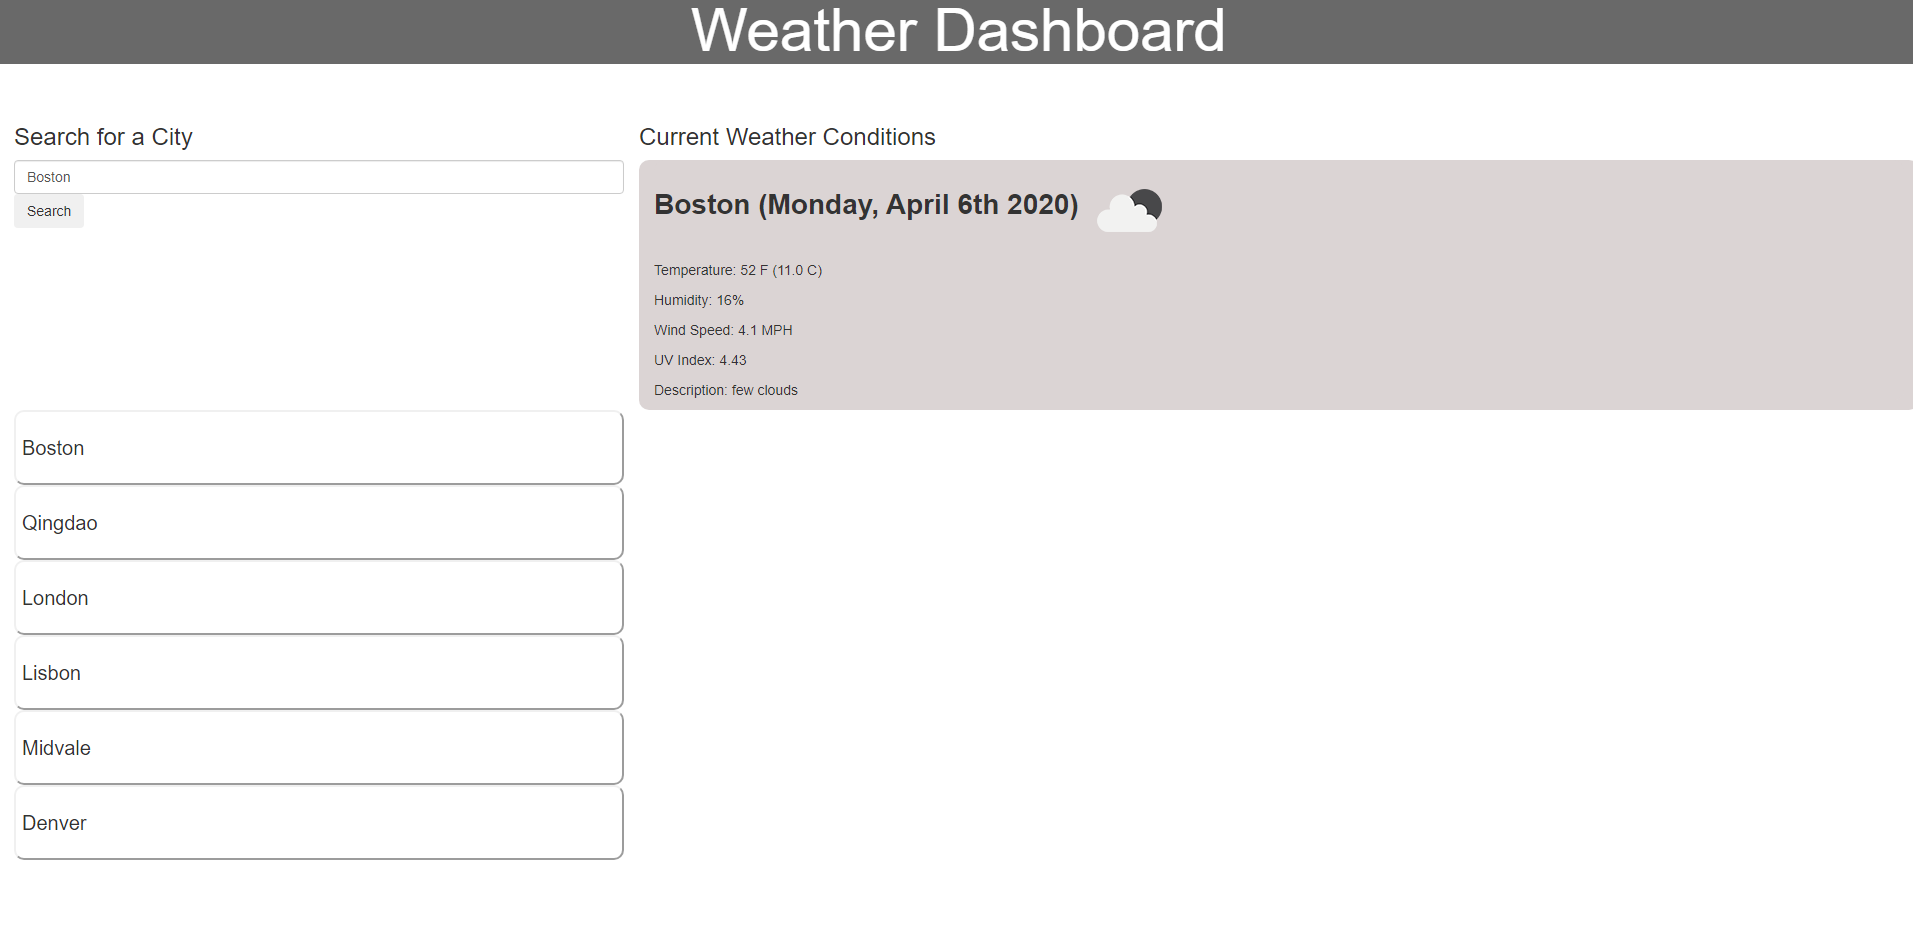 Weather Dashboard
Search for a City
Boston
Search
Current Weather Conditions
Boston (Monday, April 6th 2020)
Temperature: 52 F (11.0 C)
Humidity: 16%
Wind Speed: 4.1 MPH
UV Index: 4.43
Description: few clouds
Boston
Qingdao
London
Lisbon
Midvale
Denver